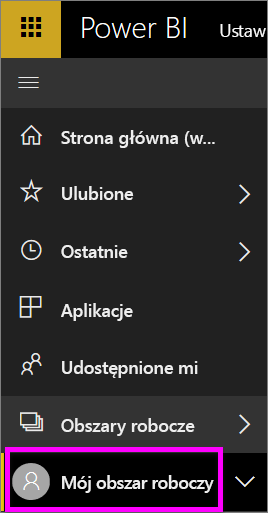 Power BI Ustaw
Strona główna (w...
Ulubione
Ostatnie
Aplikacje
Udostępnione mi
Obszary robocze
Mój obszar roboczy